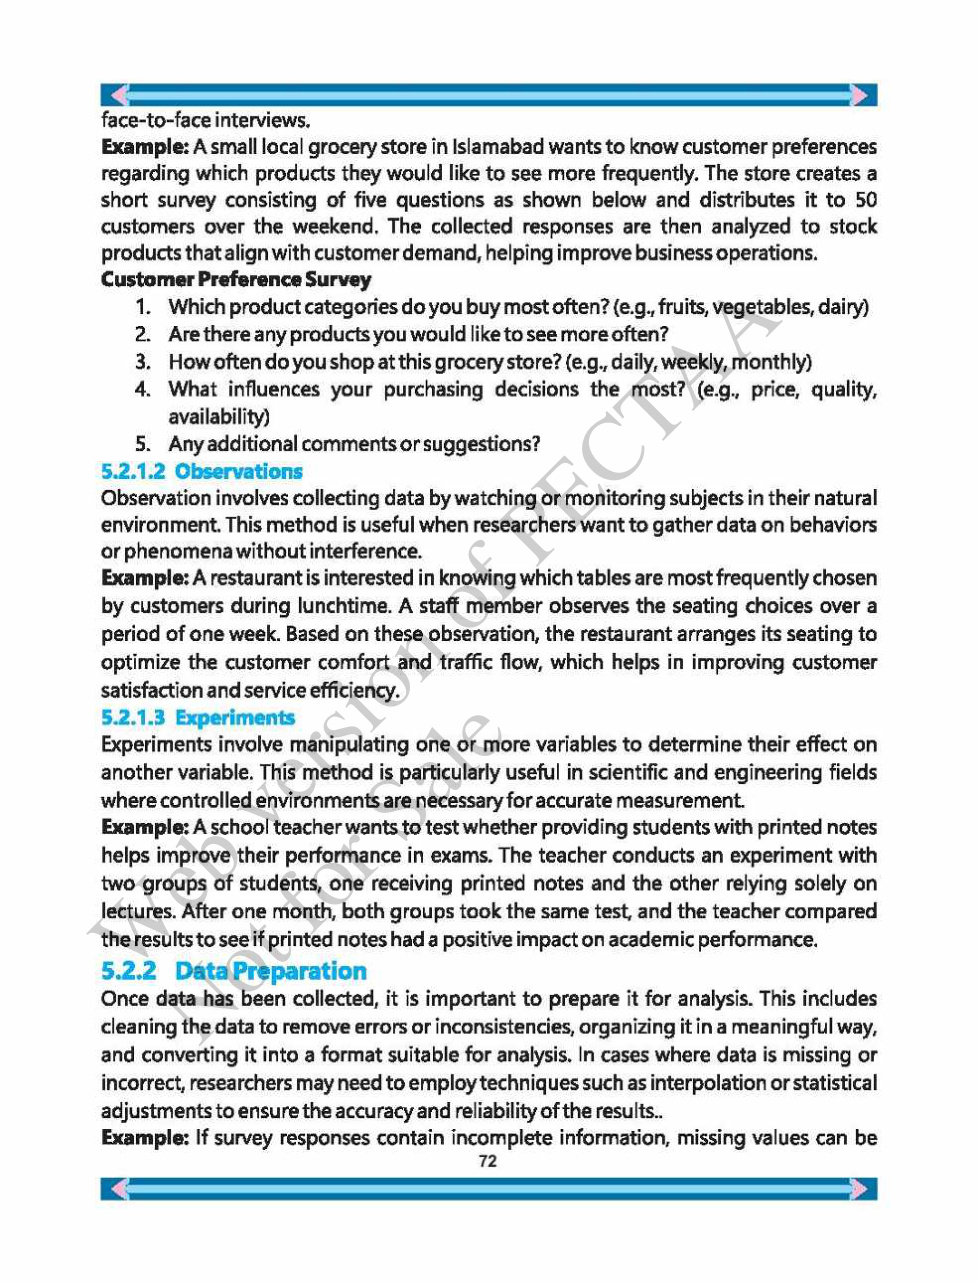 face-to-face interviews.
Example: A small local grocery store in Islamabad wants to know customer preferences
regarding which products they would like to see more frequently. The store creates a
short survey consisting of five questions as shown below and distributes it to 50
customers over the weekend. The collected responses are then analyzed to stock
products that align with customer demand, helping improve business operations.
Customer Preference Survey
1. Which product categories do you buy most often? (e.g., fruits, vegetables, dairy)
2. Are there any products you would like to see more often?
3. How often do you shop at this grocery store? (e.g., daily, weekly, monthly)
4. What influences your purchasing decisions the most? (e.g., price, quality,
availability)
5. Any additional comments or suggestions?
5.2.1.2 Observations
Observation involves collecting data by watching or monitoring subjects in their natural
environment. This method is useful when researchers want to gather data on behaviors
or phenomena without interference.
Example: A restaurant is interested in knowing which tables are most frequently chosen
by customers during lunchtime. A staff member observes the seating choices over a
period of one week. Based on these observation, the restaurant arranges its seating to
optimize the customer comfort and traffic flow, which helps in improving customer
satisfaction and service efficiency.
5.2.1.3 Experiments
Experiments involve manipulating one or more variables to determine their effect on
another variable. This method is particularly useful in scientific and engineering fields
where controlled environments are necessary for accurate measurement.
Example: A school teacher wants to test whether providing students with printed notes
helps improve their performance in exams. The teacher conducts an experiment with
two groups of students, one receiving printed notes and the other relying solely on
lectures. After one month, both groups took the same test, and the teacher compared
the results to see if printed notes had a positive impact on academic performance.
5.2.2 Data Preparation
Once data has been collected, it is important to prepare it for analysis. This includes
cleaning the data to remove errors or inconsistencies, organizing it in a meaningful way,
and converting it into a format suitable for analysis. In cases where data is missing or
incorrect, researchers may need to employ techniques such as interpolation or statistical
adjustments to ensure the accuracy and reliability of the results..
Example: If survey responses contain incomplete information, missing values can be
72
Web version of PECTAA
Not for Sale